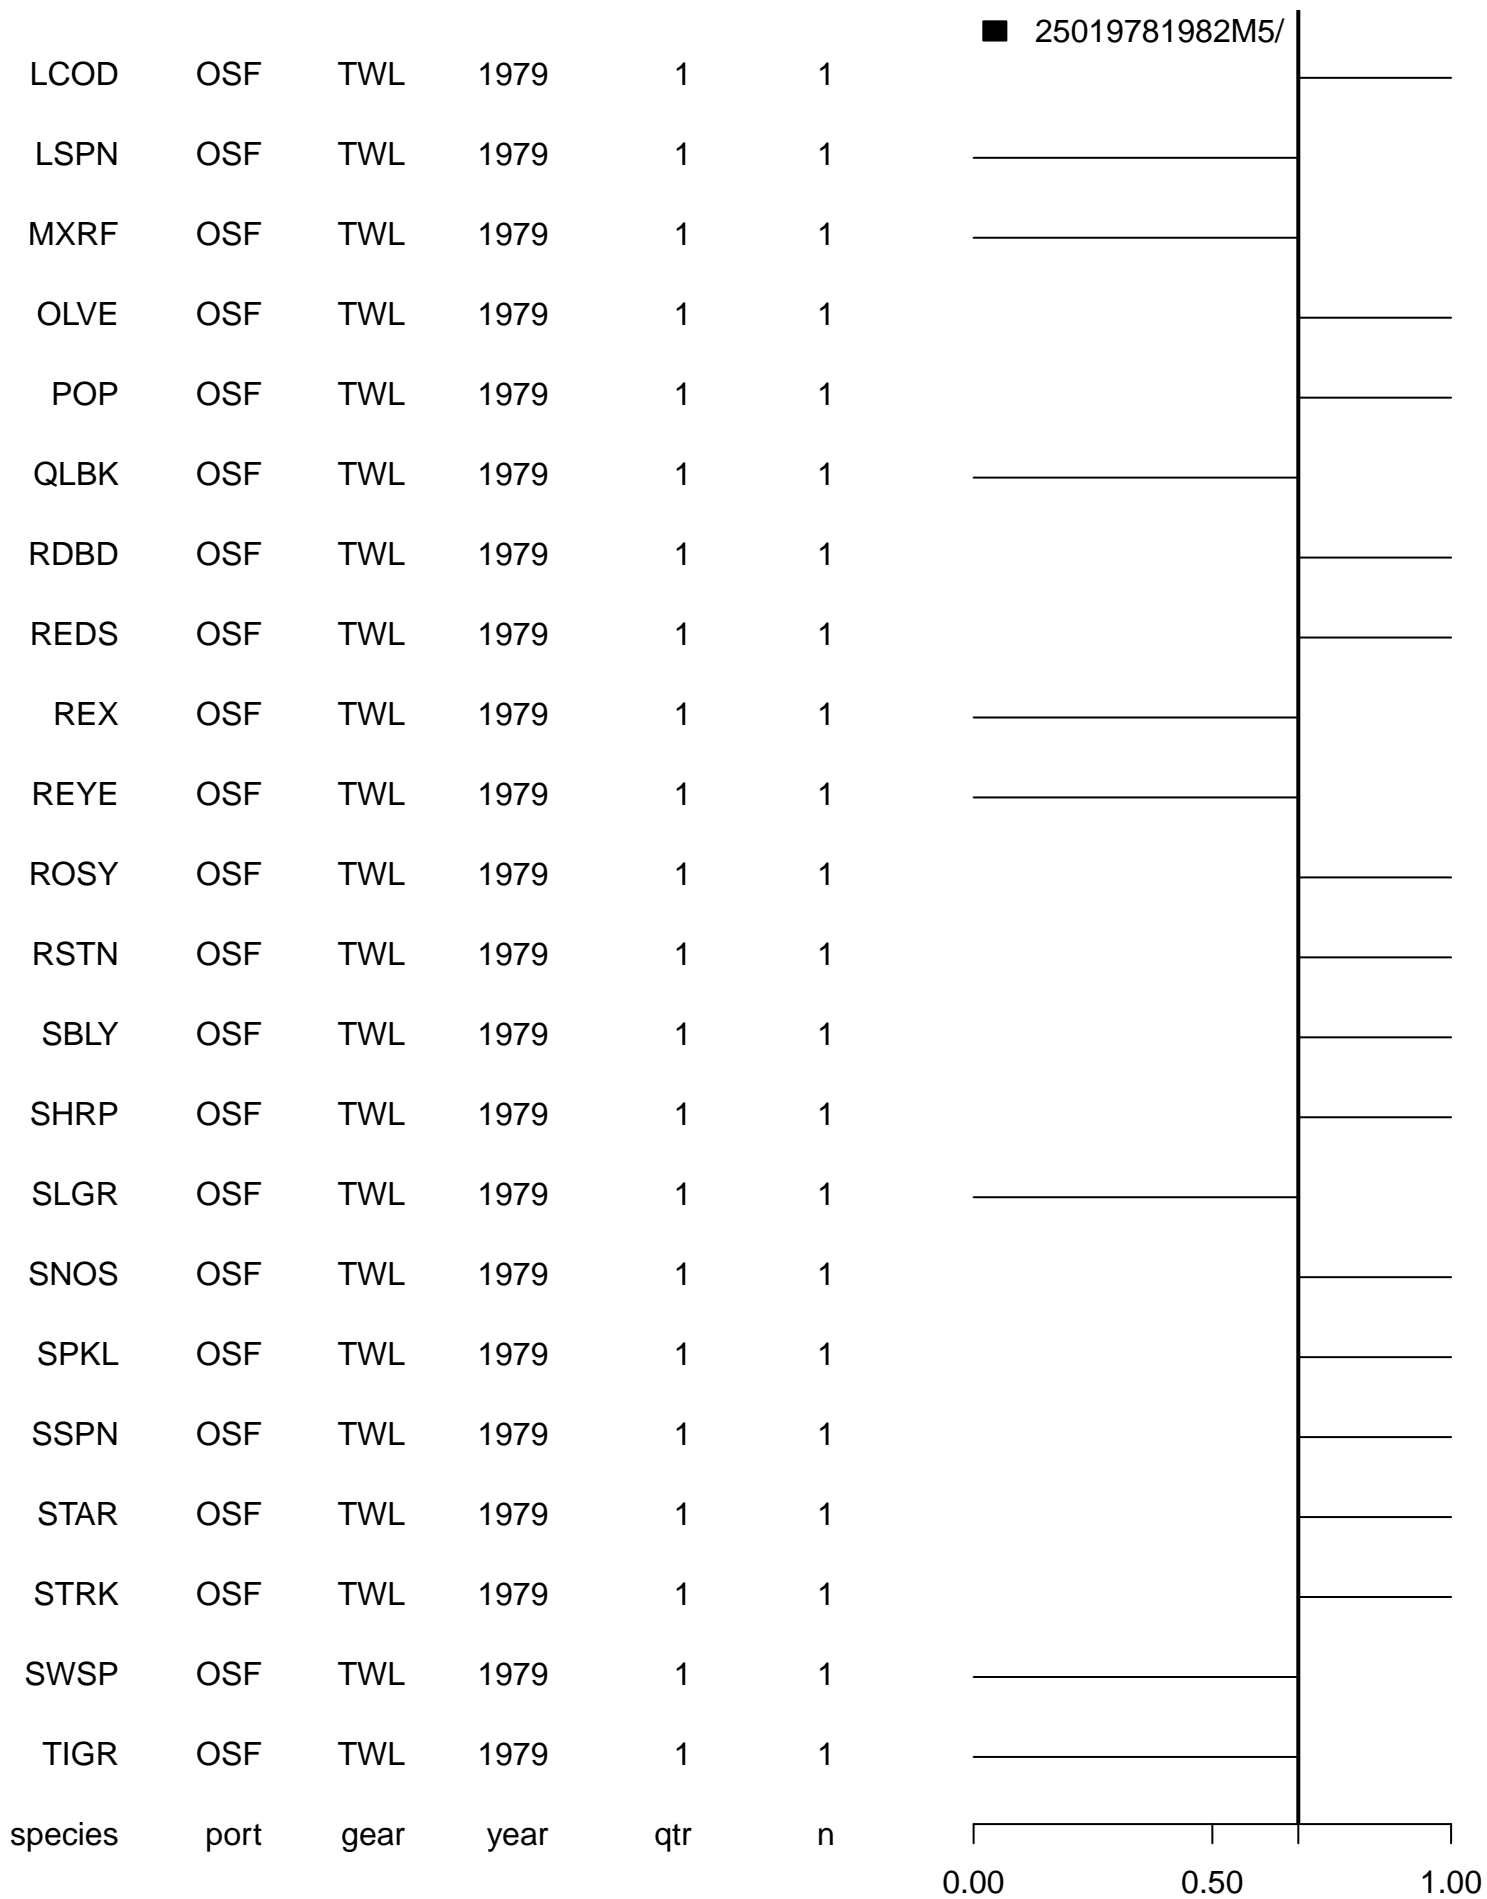 25019781982M5/
LCOD OSF TWL 1979 1 1
LSPN OSF TWL 1979 1 1
MXRF OSF TWL 1979 1 1
OLVE OSF TWL 1979 1 1
POP OSF TWL 1979 1 1
QLBK OSF TWL 1979 1 1
RDBD OSF TWL 1979 1 1
REDS OSF TWL 1979 1 1
REX OSF TWL 1979 1 1
REYE OSF TWL 1979 1 1
ROSY OSF TWL 1979 1 1
RSTN OSF TWL 1979 1 1
SBLY OSF TWL 1979 1 1
SHRP OSF TWL 1979 1 1
SLGR OSF TWL 1979 1 1
SNOS OSF TWL 1979 1 1
SPKL OSF TWL 1979 1 1
SSPN OSF TWL 1979 1 1
STAR OSF TWL 1979 1 1
STRK OSF TWL 1979 1 1
SWSP OSF TWL 1979 1 1
TIGR OSF TWL 1979 1 1
species port gear year qtr n
0.00 0.50 1.00